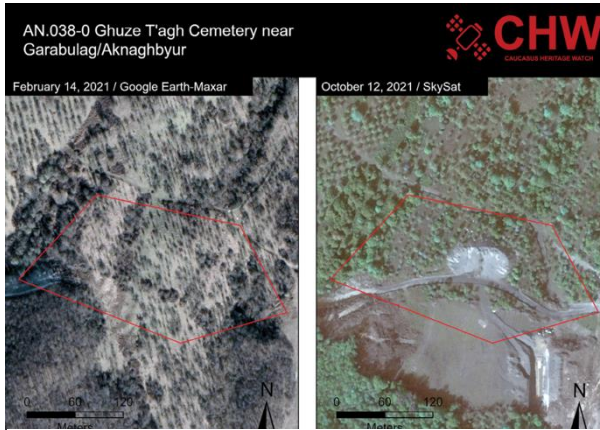 AN.038-0 Ghuze T'agh Cemetery near
Garabulag/Aknaghbyur
CHW
CAUCASUS HERITAGE WATCH
February 14, 2021 / Google Earth-Maxar
October 12, 2021 / SkySat
N
0 60 120
Meters
N
0 60 120
Meters